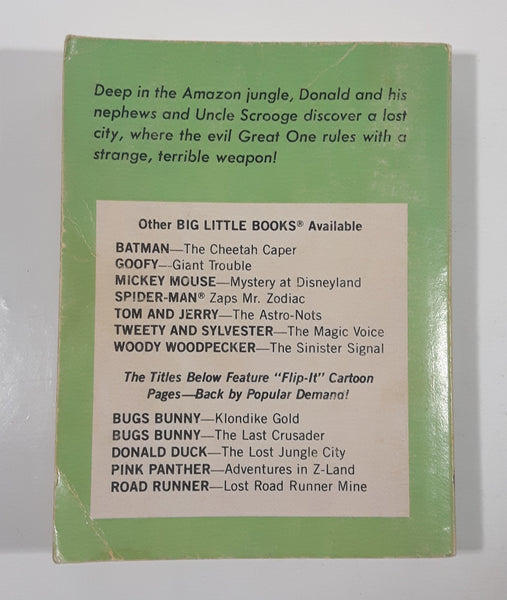 Deep in the Amazon jungle, Donald and his
nephews and Uncle Scrooge discover a lost
city, where the evil Great One rules with a
strange, terrible weapon!
Other BIG LITTLE BOOKS® Available
BATMAN—The Cheetah Caper
GOOFY—Giant Trouble
MICKEY MOUSE—Mystery at Disneyland
SPIDER-MAN® Zaps Mr. Zodiac
TOM AND JERRY—The Astro-Nots
TWEETY AND SYLVESTER—The Magic Voice
WOODY WOODPECKER—The Sinister Signal
The Titles Below Feature "Flip-It" Cartoon
Pages—Back by Popular Demand!
BUGS BUNNY—Klondike Gold
BUGS BUNNY—The Last Crusader
DONALD DUCK—The Lost Jungle City
PINK PANTHER—Adventures in Z-Land
ROAD RUNNER—Lost Road Runner Mine